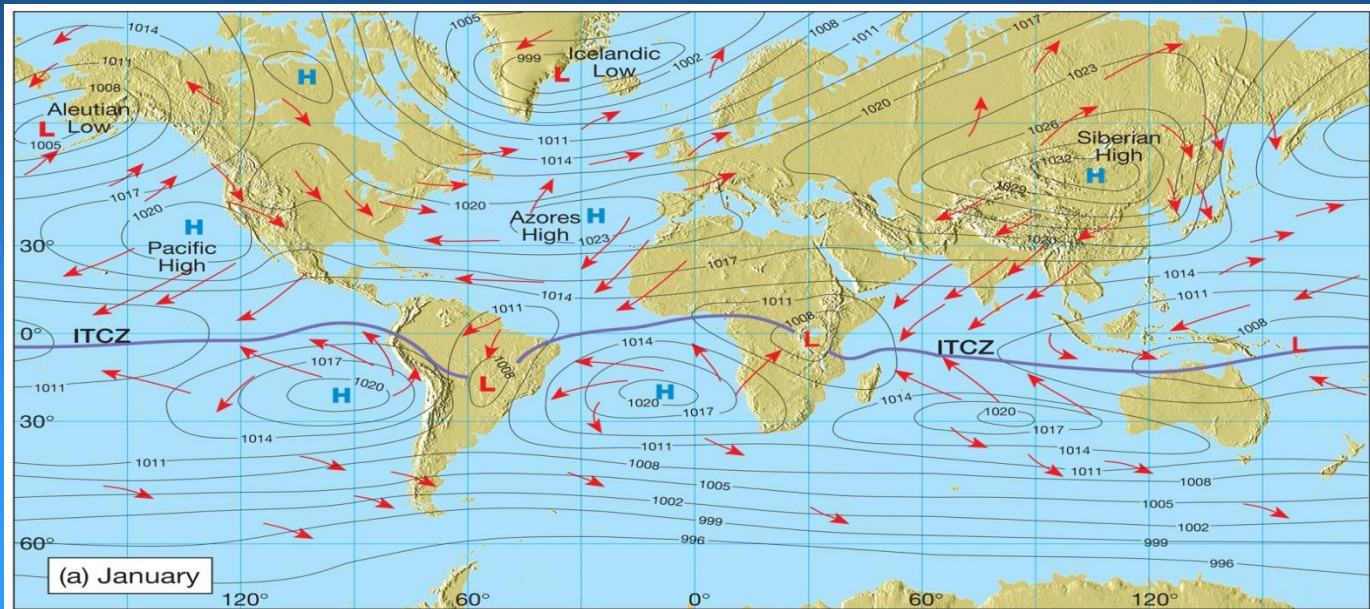 1014
1005
1008
1011
1017
1014
1011
1008
Aleutian
Low
L
1005
H
999
L
Icelandic
Low
1002
1008
1011
1014
1020
1023
1026
Siberian
High
1032
H
1029
1020
1017
1020
H
Pacific
High
1020
Azores
High
H
1023
30°
1017
1014
1014
1011
1011
1011
1008
1008
0°
ITCZ
L
ITCZ
L
1011
1017
1020
H
1008
L
1014
H
1020
1017
1014
1020
1017
30°
1014
1011
1011
1014
1011
1008
1008
1005
1005
1002
1002
999
999
996
996
60°
(a) January
120°
60°
0°
60°
120°